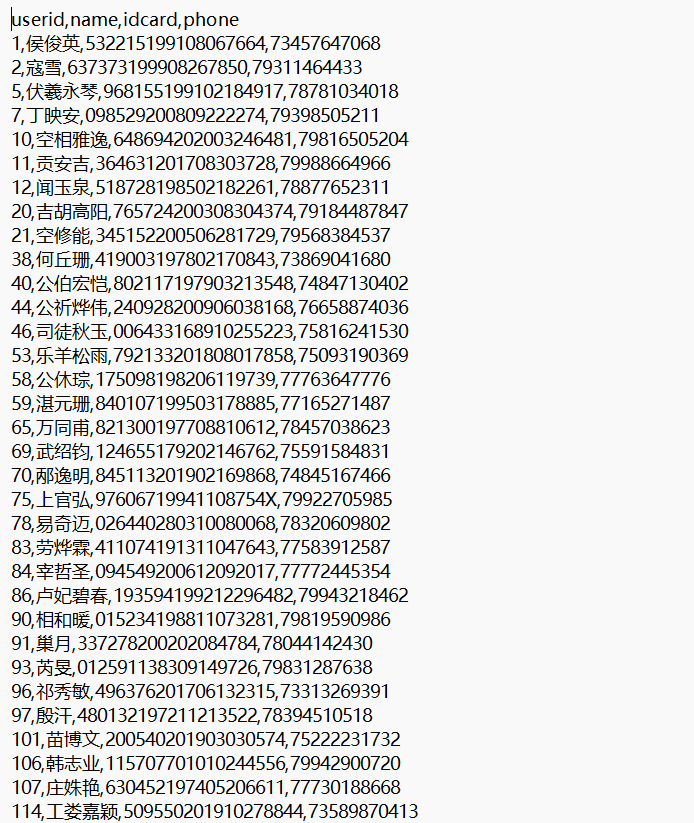 userid,name,idcard,phone
1,侯俊英,532215199108067664,73457647068
2,寇雪,637373199908267850,79311464433
5,伏羲永琴,968155199102184917,78781034018
7,丁映安,098529200809222274,79398505211
10,空相雅逸,648694202003246481,79816505204
11,贡安吉,364631201708303728,79988664966
12,闻玉泉,518728198502182261,78877652311
20,吉胡高阳,765724200308304374,79184487847
21,空修能,345152200506281729,79568384537
38,何丘珊,419003197802170843,73869041680
40,公伯宏恺,802117197903213548,74847130402
44,公祈烨伟,240928200906038168,76658874036
46,司徒秋玉,006433168910255223,75816241530
53,乐羊松雨,792133201808017858,75093190369
58,公休琮,175098198206119739,77763647776
59,湛元珊,840107199503178885,77165271487
65,万同甫,821300197708810612,78457038623
69,武绍钧,124655179202146762,75591584831
70,邴逸明,845113201902169868,74845167466
75,上官弘,97606719941108754X,79922705985
78,易奇迈,026440280310080068,78320609802
83,劳烨霖,411074191311047643,77583912587
84,宰哲圣,094549200612092017,77772445354
86,卢妃碧春,193594199212296482,79943218462
90,相和暖,015234198811073281,79819590986
91,巢月,337278200202084784,78044142430
93,芮旻,012591138309149726,79831287638
96,祁秀敏,496376201706132315,73313269391
97,殷汗,480132197211213522,78394510518
101,苗博文,200540201903030574,75222231732
106,韩志业,115707701010244556,79942900720
107,庄姝艳,630452197405206611,77730188668
114,工娄嘉颖,509550201910278844,73589870413